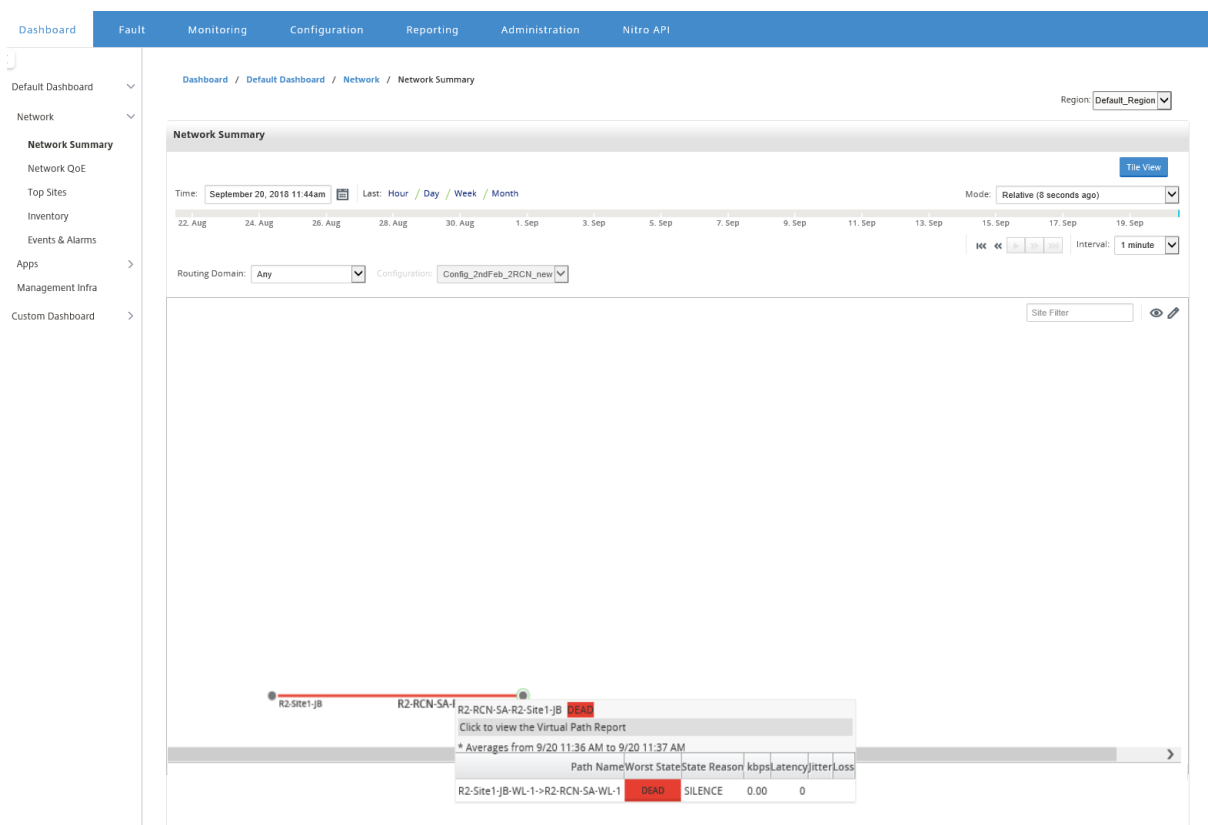 Dashboard Fault Monitoring Configuration Reporting Administration Nitro API
Default Dashboard
Network
Network Summary
Network QoE
Top Sites
Inventory
Events & Alarms
Apps
Management Infra
Custom Dashboard
Dashboard / Default Dashboard / Network / Network Summary
Region: Default_Region
Network Summary
Tile View
Time: September 20, 2018 11:44am Last: Hour / Day / Week / Month Mode: Relative (8 seconds ago)
22. Aug 24. Aug 26. Aug 28. Aug 30. Aug 1. Sep 3. Sep 5. Sep 7. Sep 9. Sep 11. Sep 13. Sep 15. Sep 17. Sep 19. Sep
Interval: 1 minute
Routing Domain: Any Configuration: Config_2ndFeb_2RCN_new
Site Filter
R2-Site1-JB R2-RCN-SA-
R2-RCN-SA-R2-Site1-JB DEAD
Click to view the Virtual Path Report
* Averages from 9/20 11:36 AM to 9/20 11:37 AM
Path Name Worst State State Reason kbps Latency Jitter Loss
R2-Site1-JB-WL-1->R2-RCN-SA-WL-1 DEAD SILENCE 0.00 0